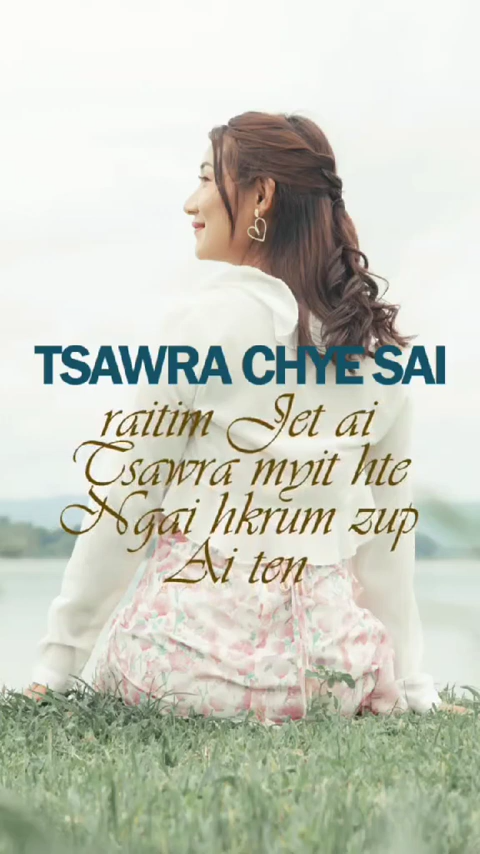 TSAWRA CHYE SAI
raitim Jet ai
Tsawra myit hte
Ngai hkrum zup
Ai ten